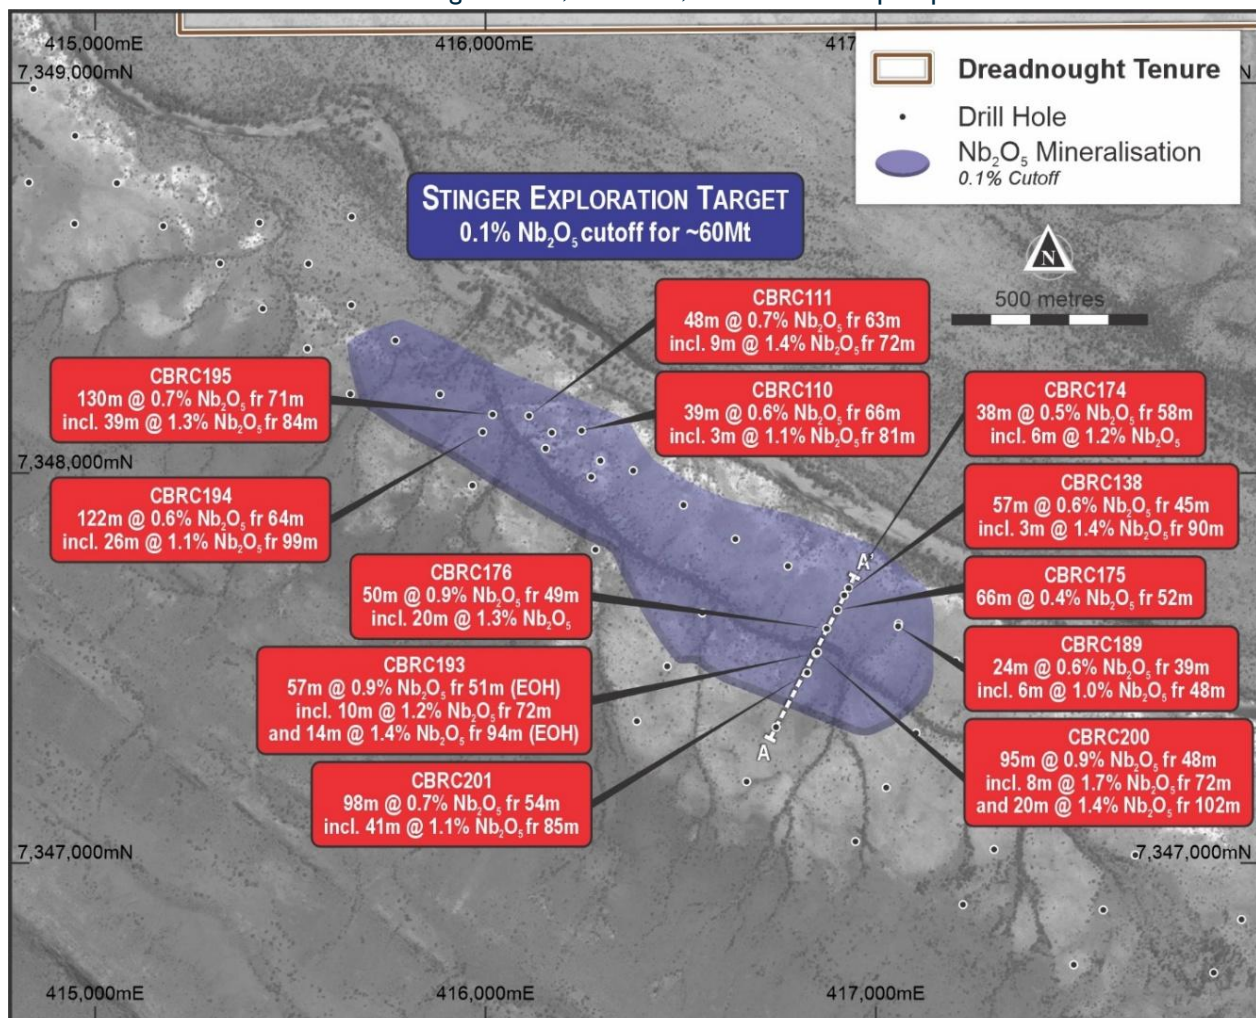 415,000mE
416,000mE
7,349,000mN
Dreadnought Tenure
Drill Hole
Nb₂O₅ Mineralisation
0.1% Cutoff
STINGER EXPLORATION TARGET
0.1% Nb₂O₅ cutoff for ~60Mt
N
500 metres
CBRC111
48m @ 0.7% Nb₂O₅ fr 63m
incl. 9m @ 1.4% Nb₂O₅ fr 72m
CBRC195
130m @ 0.7% Nb₂O₅ fr 71m
incl. 39m @ 1.3% Nb₂O₅ fr 84m
CBRC110
39m @ 0.6% Nb₂O₅ fr 66m
incl. 3m @ 1.1% Nb₂O₅ fr 81m
CBRC174
38m @ 0.5% Nb₂O₅ fr 58m
incl. 6m @ 1.2% Nb₂O₅
7,348,000mN
CBRC194
122m @ 0.6% Nb₂O₅ fr 64m
incl. 26m @ 1.1% Nb₂O₅ fr 99m
CBRC138
57m @ 0.6% Nb₂O₅ fr 45m
incl. 3m @ 1.4% Nb₂O₅ fr 90m
A'
CBRC176
50m @ 0.9% Nb₂O₅ fr 49m
incl. 20m @ 1.3% Nb₂O₅
CBRC175
66m @ 0.4% Nb₂O₅ fr 52m
CBRC189
24m @ 0.6% Nb₂O₅ fr 39m
incl. 6m @ 1.0% Nb₂O₅ fr 48m
CBRC193
57m @ 0.9% Nb₂O₅ fr 51m (EOH)
incl. 10m @ 1.2% Nb₂O₅ fr 72m
and 14m @ 1.4% Nb₂O₅ fr 94m (EOH)
A
CBRC200
95m @ 0.9% Nb₂O₅ fr 48m
incl. 8m @ 1.7% Nb₂O₅ fr 72m
and 20m @ 1.4% Nb₂O₅ fr 102m
CBRC201
98m @ 0.7% Nb₂O₅ fr 54m
incl. 41m @ 1.1% Nb₂O₅ fr 85m
7,347,000mN
7,347,000mN
415,000mE
416,000mE
417,000mE